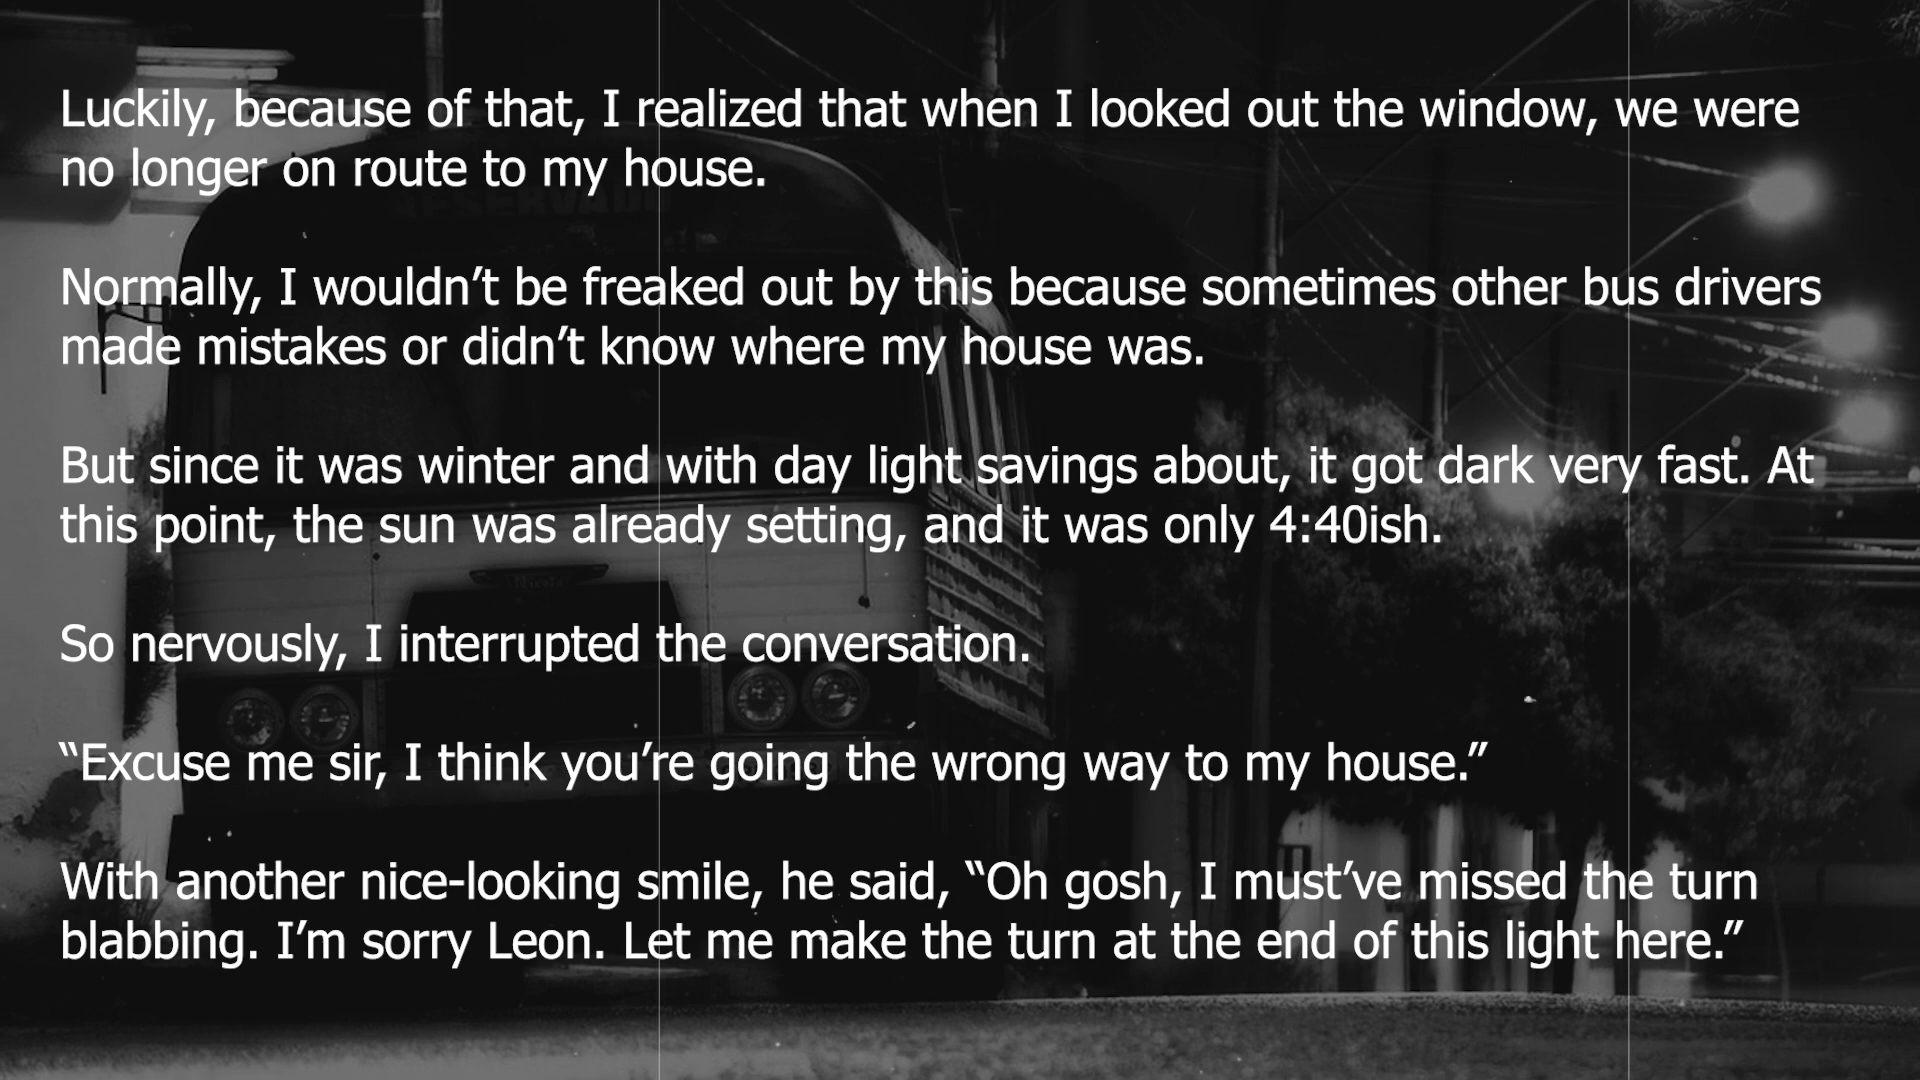 Luckily, because of that, I realized that when I looked out the window, we were
no longer on route to my house.
Normally, I wouldn’t be freaked out by this because sometimes other bus drivers
made mistakes or didn’t know where my house was.
But since it was winter and with day light savings about, it got dark very fast. At
this point, the sun was already setting, and it was only 4:40ish.
So nervously, I interrupted the conversation.
“Excuse me sir, I think you’re going the wrong way to my house.”
With another nice-looking smile, he said, “Oh gosh, I must’ve missed the turn
blabbing. I’m sorry Leon. Let me make the turn at the end of this light here.”